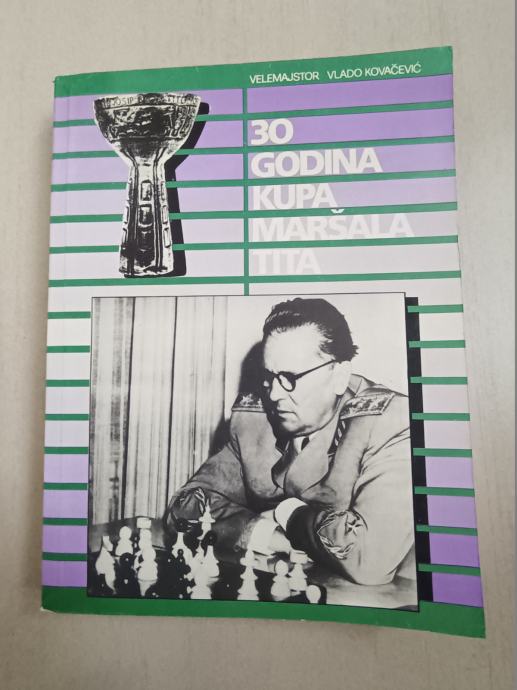 VELEMAJSTOR VLADO KOVAČEVIĆ
30
GODINA
KUPA
MARŠALA
TITA